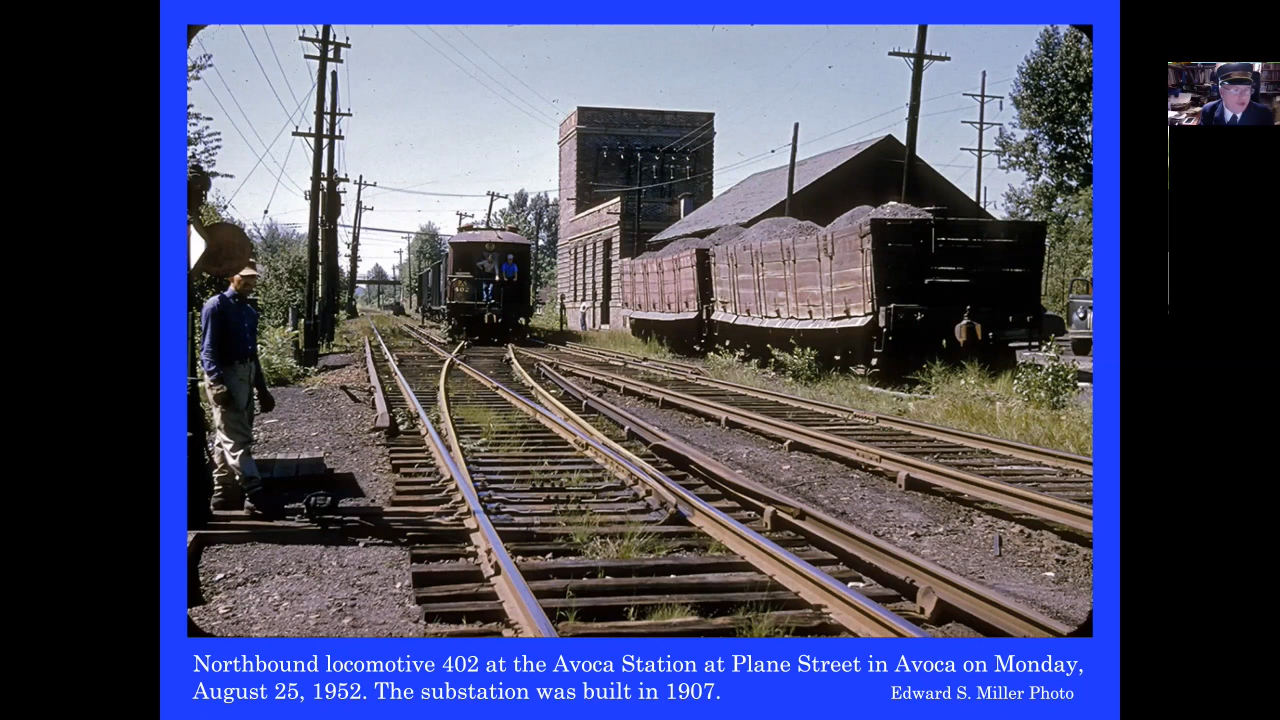 Northbound locomotive 402 at the Avoca Station at Plane Street in Avoca on Monday,
August 25, 1952. The substation was built in 1907.
Edward S. Miller Photo